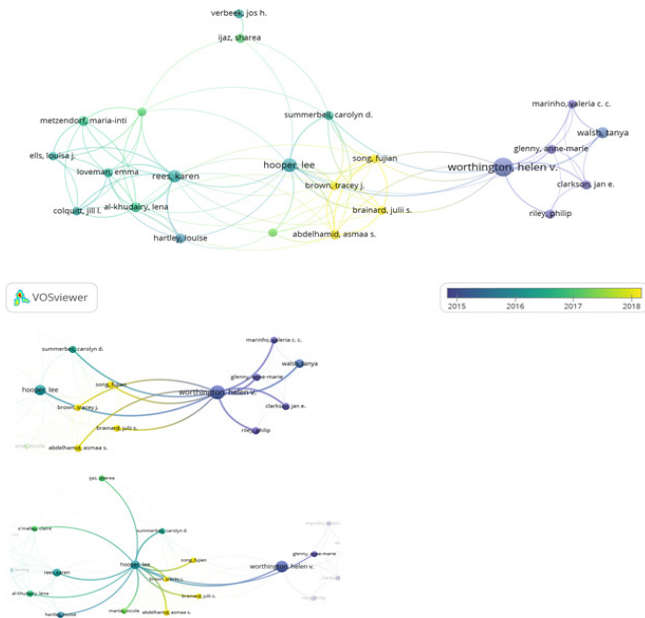 verbeek, jos h.
ijaz, sharea
marinho, valeria c. c.
metzendorf, maria-inti
summerbell, carolyn d.
walsh, tanya
glenny, anne-marie
ells, louisa j.
song, fujian
hooper, lee
worthington, helen v.
loveman, emma
rees, karen
brown, tracey j.
clarkson, jan e.
colquitt, jill l.
al-khudairy, lena
brainard, julii s.
riley, philip
hartley, louise
abdelhamid, asmaa s.
VOSviewer
2015 2016 2017 2018
marinho, valeria c. c.
summerbell, carolyn d.
walsh, tanya
glenny, anne-marie
song, fujian
hooper, lee
worthington, helen v.
brown, tracey j.
clarkson, jan e.
brainard, julii s.
riley, philip
abdelhamid, asmaa s.
ijaz, sharea
o'malley, claire
summerbell, carolyn d.
glenny, anne-marie
song, fujian
hooper, lee
worthington, helen v.
rees, karen
brown, tracey j.
al-khudairy, lena
brainard, julii s.
hartley, louise
abdelhamid, asmaa s.